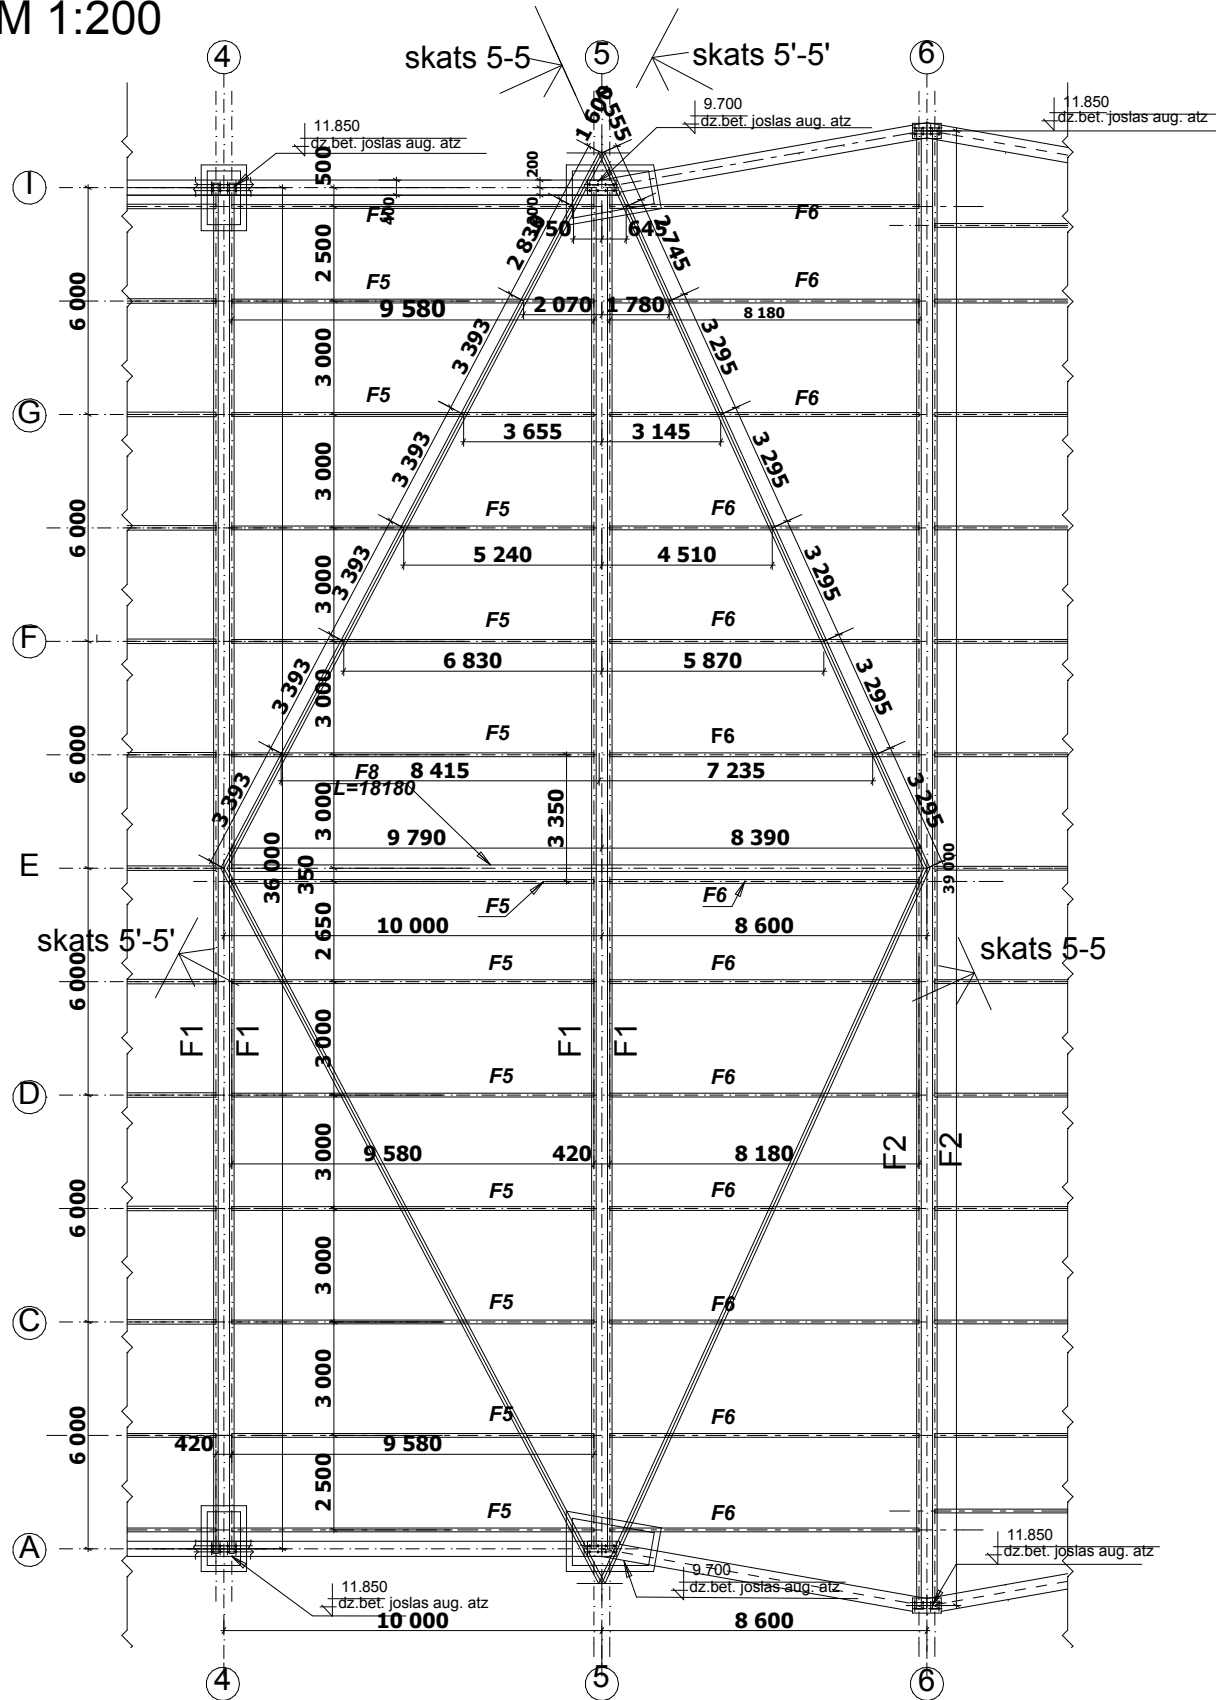 M 1:200
4
5
6
skats 5-5
skats 5'-5'
11.850
dz.bet. joslas aug. atz
9.700
dz.bet. joslas aug. atz
11.850
dz.bet. joslas aug. atz
1 600
1 555
500
200
I
400
F5
F6
750
645
2 500
2 830
2 745
6 000
F5
F6
9 580
2 070
1 780
8 180
3 000
3 393
3 295
G
F5
F6
3 655
3 145
3 000
3 393
3 295
6 000
F5
F6
5 240
4 510
3 000
3 393
3 295
F
F5
F6
6 830
5 870
3 000
3 393
3 295
6 000
F5
F6
F8
L=18180
8 415
7 235
3 000
3 393
3 350
3 295
9 790
8 390
E
36 000
350
39 000
F5
F6
10 000
8 600
2 650
skats 5'-5'
skats 5-5
6 000
F5
F6
F1
F1
F1
F1
3 000
D
F5
F6
9 580
420
8 180
3 000
F2
F2
6 000
F5
F6
3 000
C
F5
F6
3 000
6 000
F5
F6
420
9 580
2 500
F5
F6
A
11.850
dz.bet. joslas aug. atz
9.700
dz.bet. joslas aug. atz
11.850
dz.bet. joslas aug. atz
10 000
8 600
4
5
6